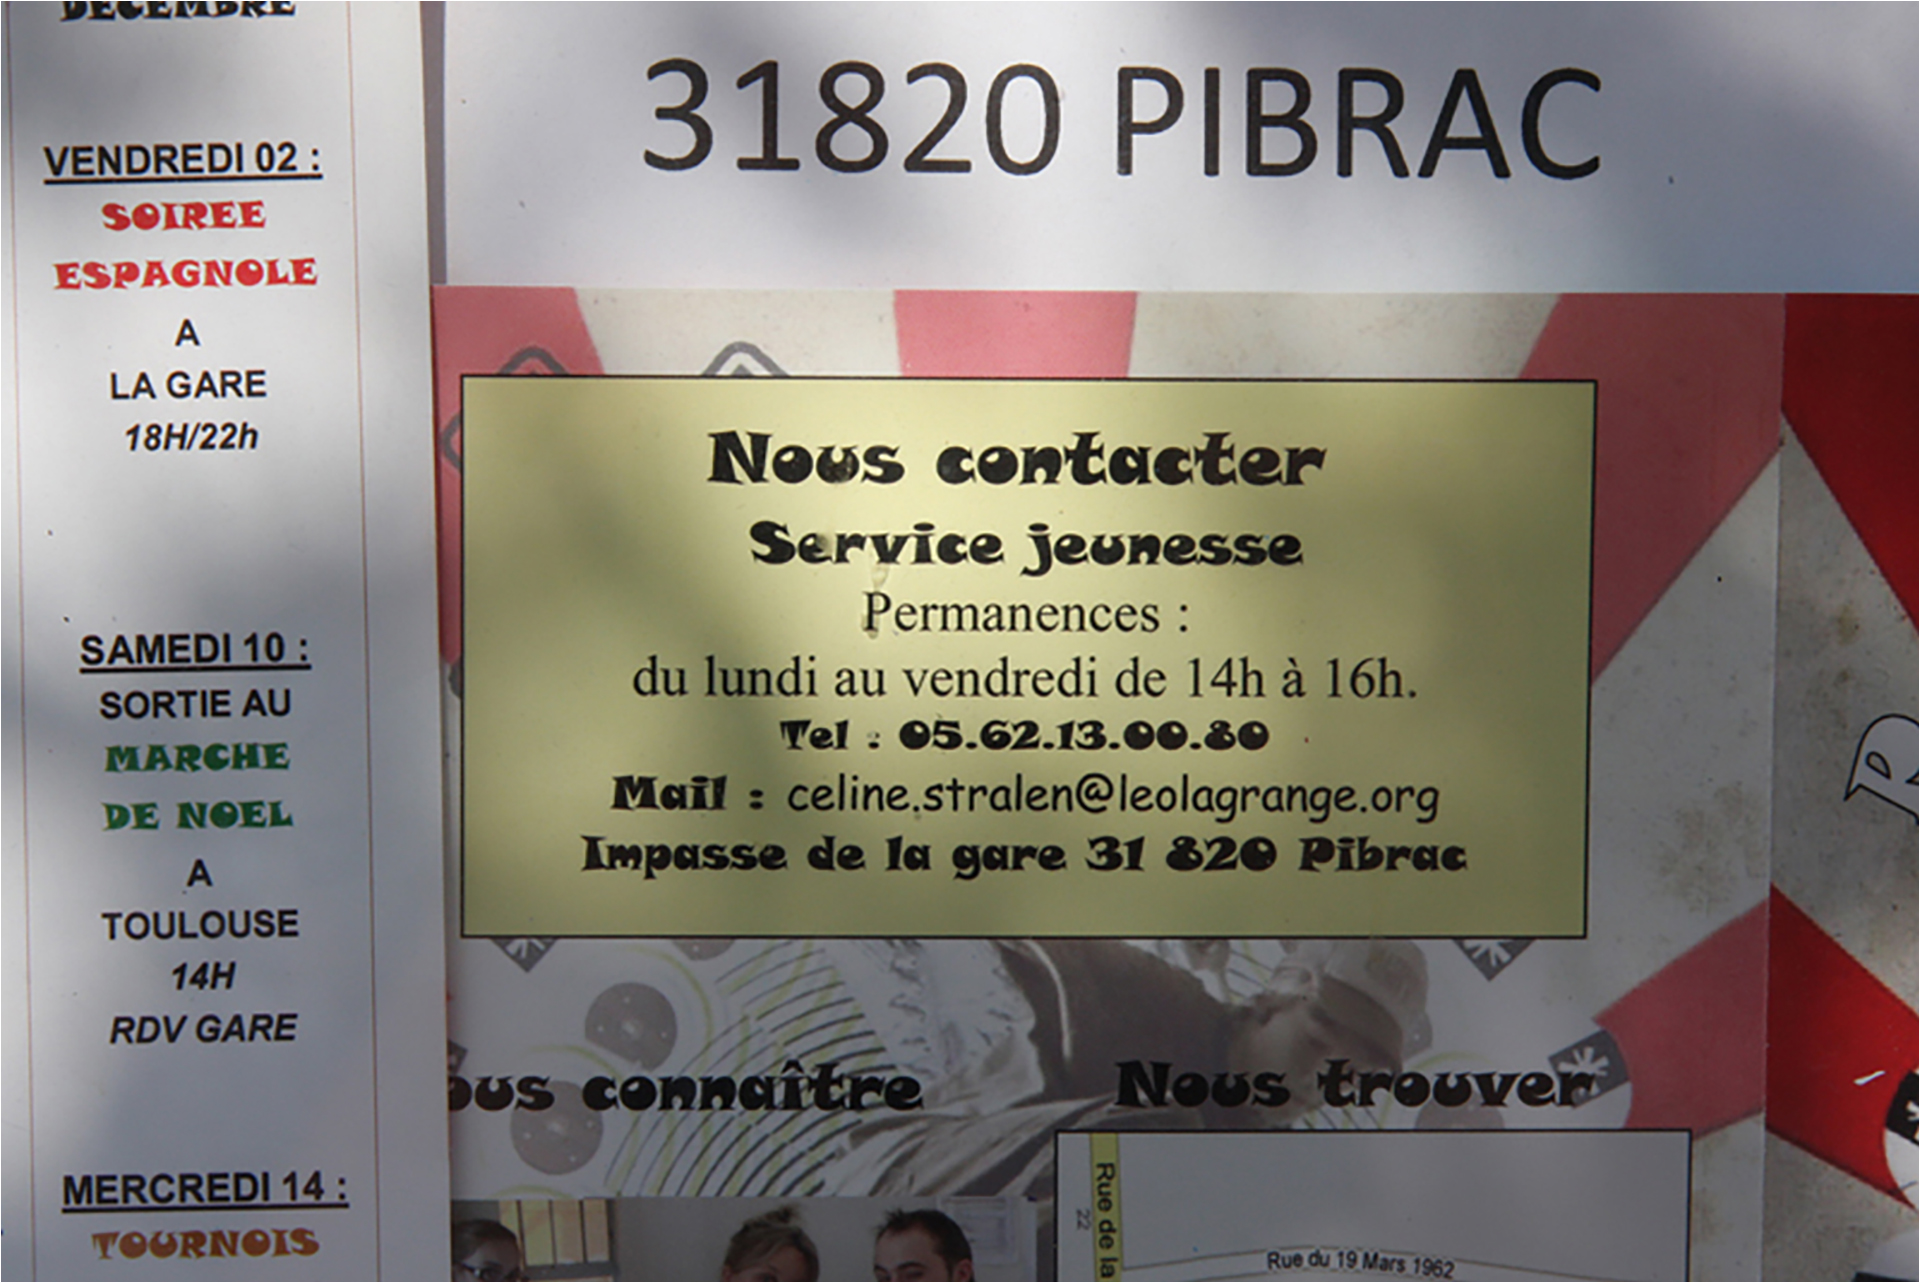 DECEMBRE
VENDREDI 02 :
SOIREE
ESPAGNOLE
A
LA GARE
18H/22h
SAMEDI 10 :
SORTIE AU
MARCHE
DE NOEL
A
TOULOUSE
14H
RDV GARE
MERCREDI 14 :
TOURNOIS
31820 PIBRAC
Nous contacter
Service jeunesse
Permanences :
du lundi au vendredi de 14h à 16h.
Tel : 05.62.13.00.80
Mail : celine.stralen@leolagrange.org
Impasse de la gare 31 820 Pibrac
ous connaître
Nous trouver
Rue de la
22
Rue du 19 Mars 1962